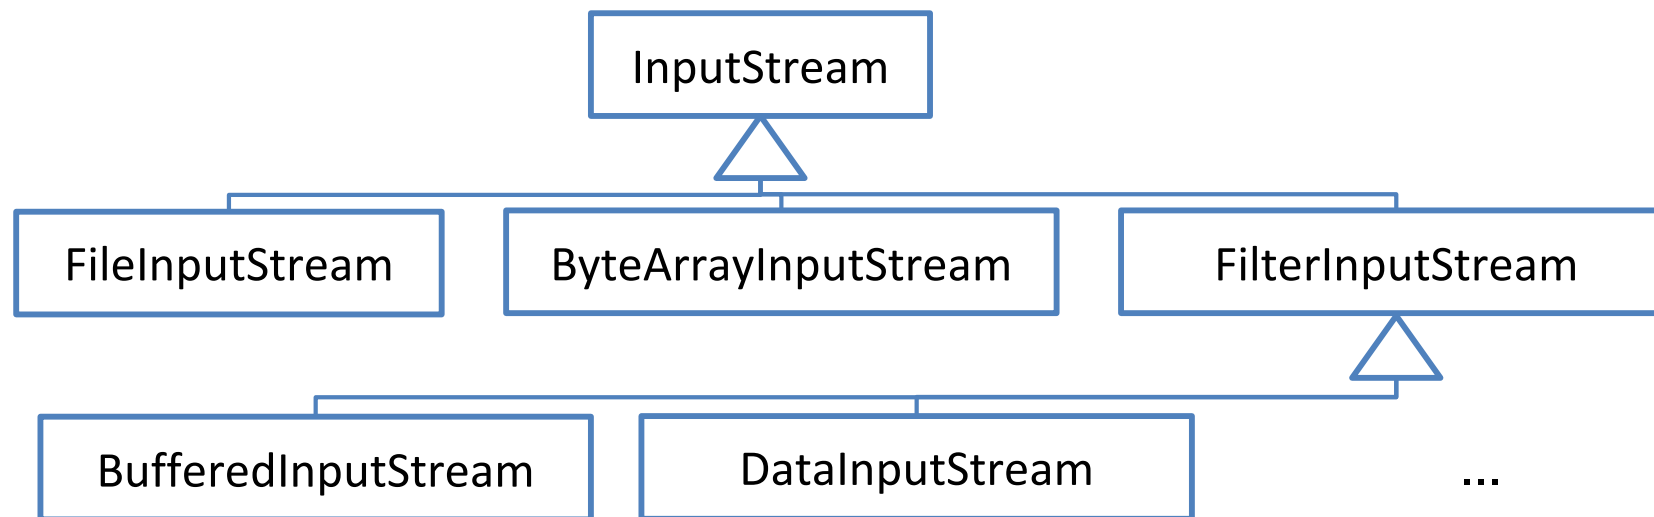 InputStream
FileInputStream
ByteArrayInputStream
FilterInputStream
BufferedInputStream
DataInputStream
...